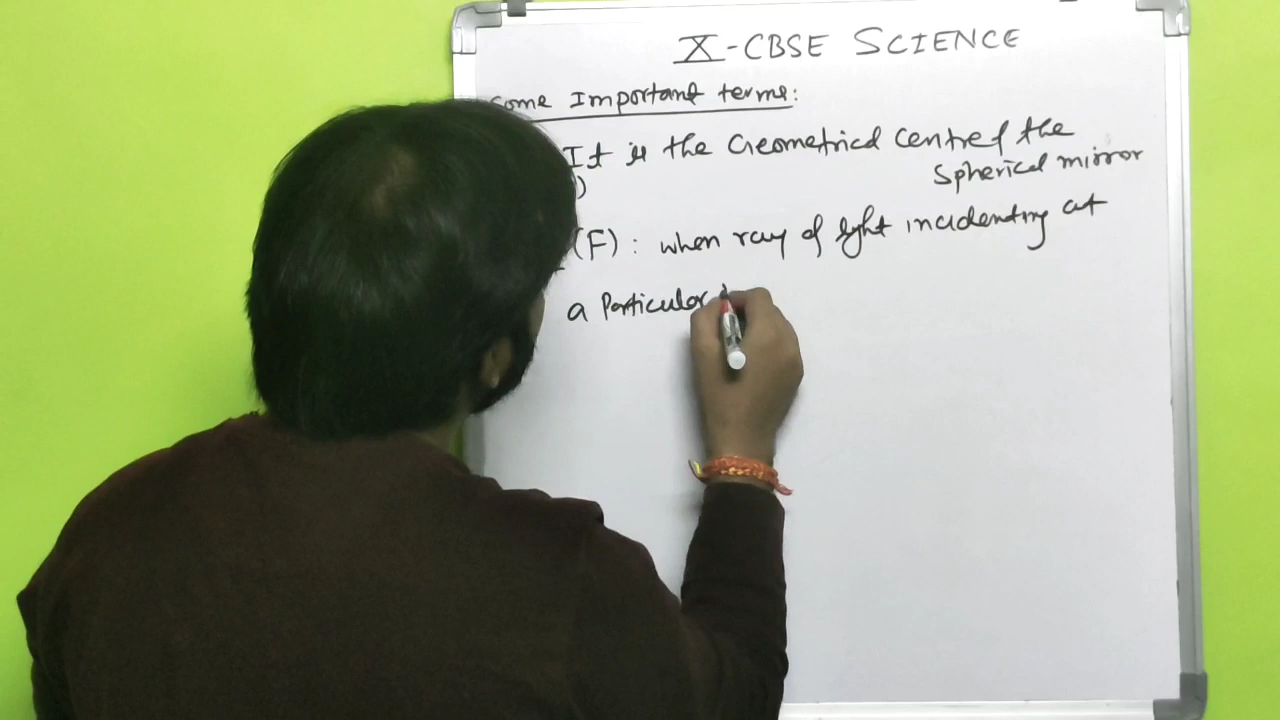 X-CBSE SCIENCE
Some Important terms:
It is the Geometrical centre of the
Spherical mirror
)
(F): when ray of light incidenting at
a Particular